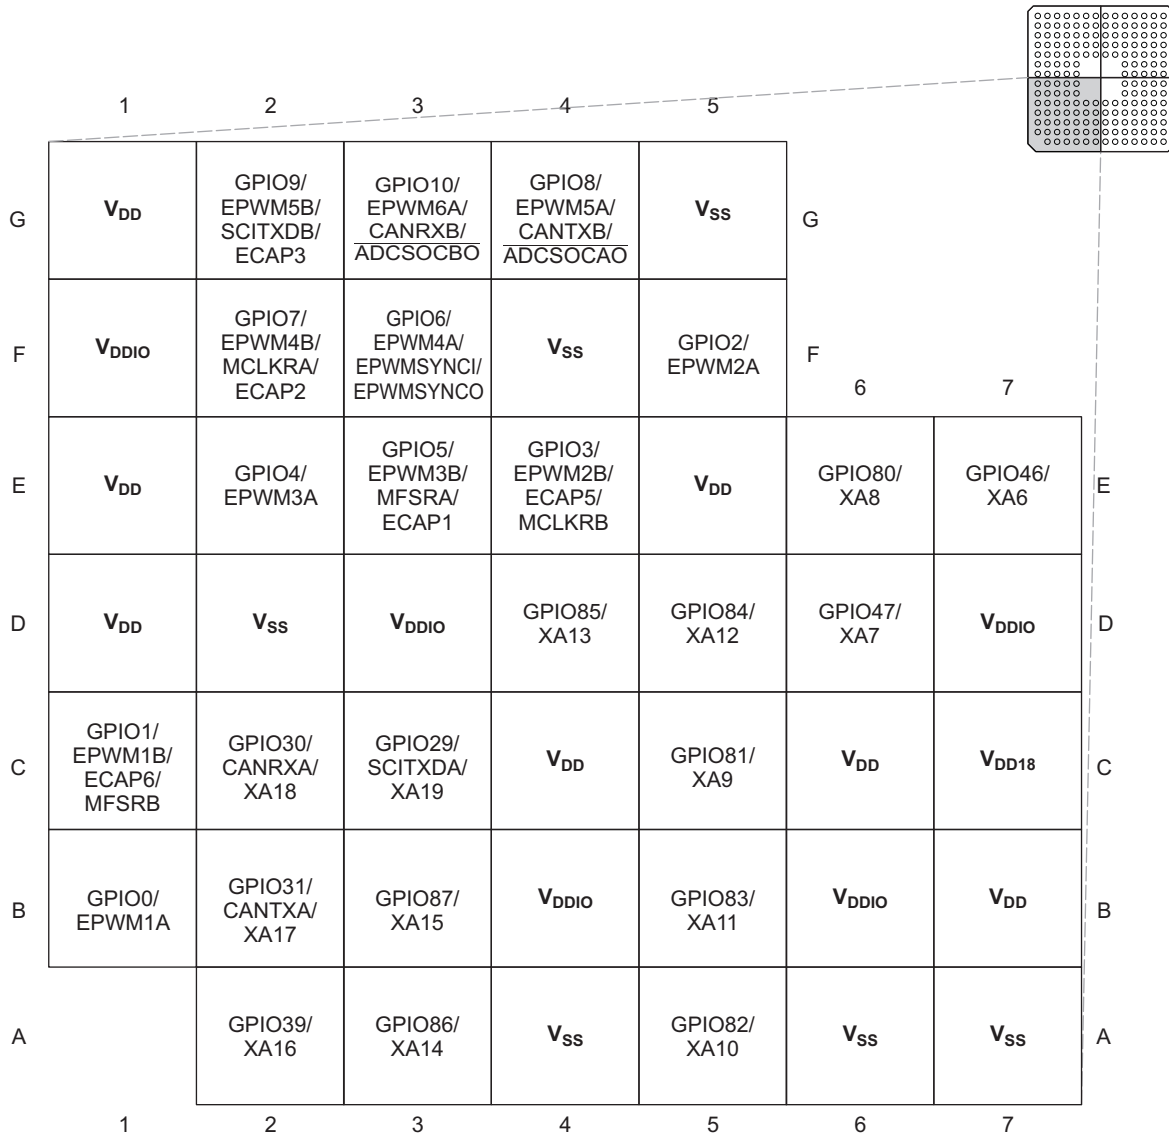 1 2 3 4 5
G
V_DD
GPIO9/
EPWM5B/
SCITXDB/
ECAP3
GPIO10/
EPWM6A/
CANRXB/
ADCSOCBO
GPIO8/
EPWM5A/
CANTXB/
ADCSOCAO
V_SS
G
F
V_DDIO
GPIO7/
EPWM4B/
MCLKRA/
ECAP2
GPIO6/
EPWM4A/
EPWMSYNCI/
EPWMSYNCO
V_SS
GPIO2/
EPWM2A
F
6 7
E
V_DD
GPIO4/
EPWM3A
GPIO5/
EPWM3B/
MFSRA/
ECAP1
GPIO3/
EPWM2B/
ECAP5/
MCLKRB
V_DD
GPIO80/
XA8
GPIO46/
XA6
E
D
V_DD
V_SS
V_DDIO
GPIO85/
XA13
GPIO84/
XA12
GPIO47/
XA7
V_DDIO
D
C
GPIO1/
EPWM1B/
ECAP6/
MFSRB
GPIO30/
CANRXA/
XA18
GPIO29/
SCITXDA/
XA19
V_DD
GPIO81/
XA9
V_DD
V_DD18
C
B
GPIO0/
EPWM1A
GPIO31/
CANTXA/
XA17
GPIO87/
XA15
V_DDIO
GPIO83/
XA11
V_DDIO
V_DD
B
A
GPIO39/
XA16
GPIO86/
XA14
V_SS
GPIO82/
XA10
V_SS
V_SS
A
1 2 3 4 5 6 7